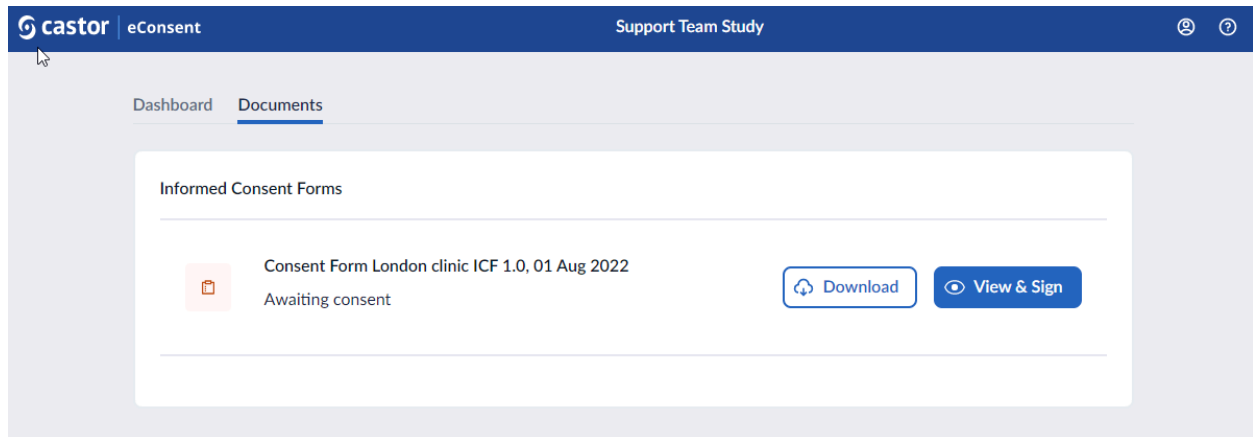 castor eConsent Support Team Study
Dashboard Documents
Informed Consent Forms
Consent Form London clinic ICF 1.0, 01 Aug 2022
Awaiting consent
Download View & Sign